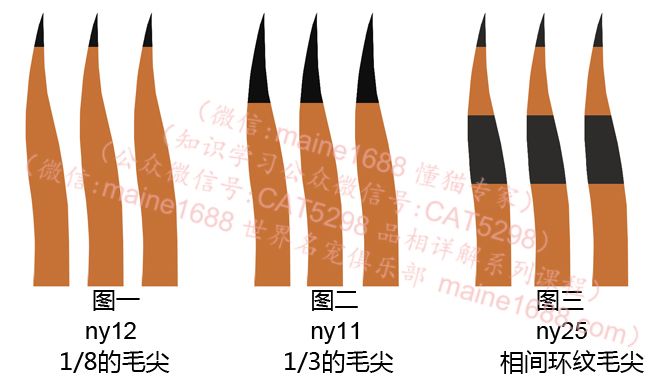 （微信:maine1688 懂猫专家）
（知识学习公众微信号:CAT5298）
（公众微信号:CAT5298 品相详解系列课程）
（微信:maine1688 世界名宠俱乐部 maine1688.com）
图一
ny12
1/8的毛尖
图二
ny11
1/3的毛尖
图三
ny25
相间环纹毛尖